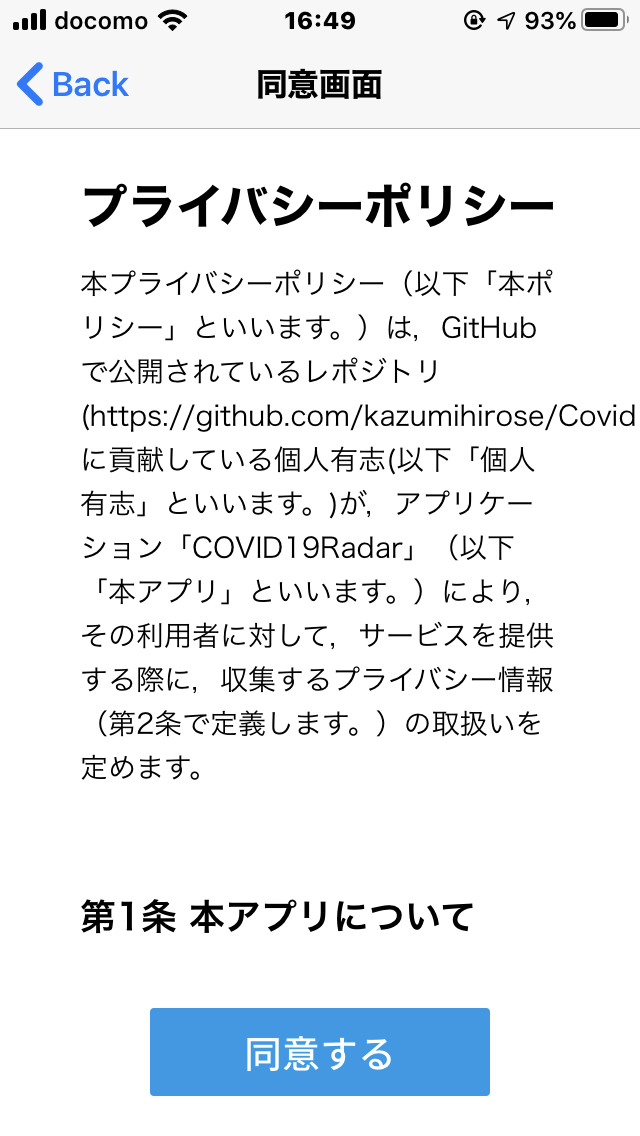 docomo 16:49 93%
Back 同意画面
プライバシーポリシー
本プライバシーポリシー（以下「本ポ
リシー」といいます。）は，GitHub
で公開されているレポジトリ
(https://github.com/kazumihirose/Covid
に貢献している個人有志(以下「個人
有志」といいます。)が，アプリケー
ション「COVID19Radar」（以下
「本アプリ」といいます。）により，
その利用者に対して，サービスを提供
する際に，収集するプライバシー情報
（第2条で定義します。）の取扱いを
定めます。
第1条 本アプリについて
同意する